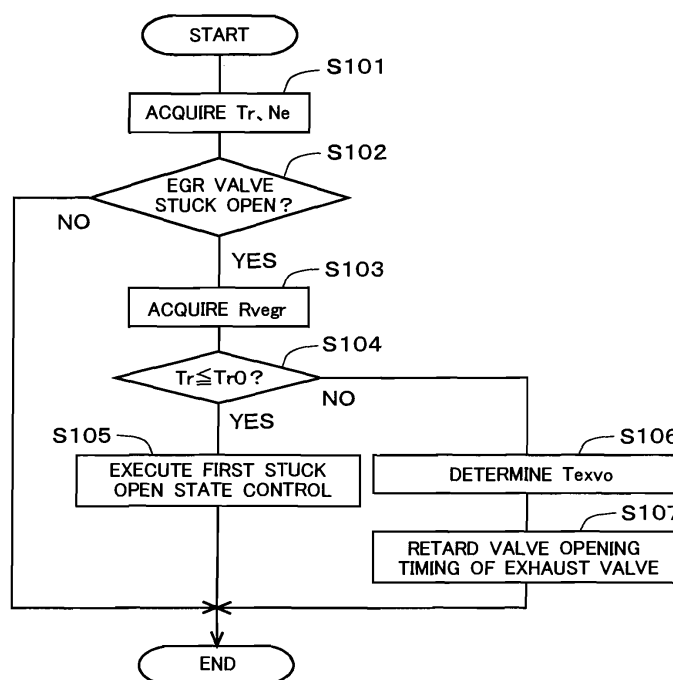 START
S101
ACQUIRE Tr、Ne
S102
EGR VALVE
STUCK OPEN?
NO
YES
S103
ACQUIRE Rvegr
S104
Tr≦Tr0?
NO
YES
S105
EXECUTE FIRST STUCK
OPEN STATE CONTROL
S106
DETERMINE Texvo
S107
RETARD VALVE OPENING
TIMING OF EXHAUST VALVE
END